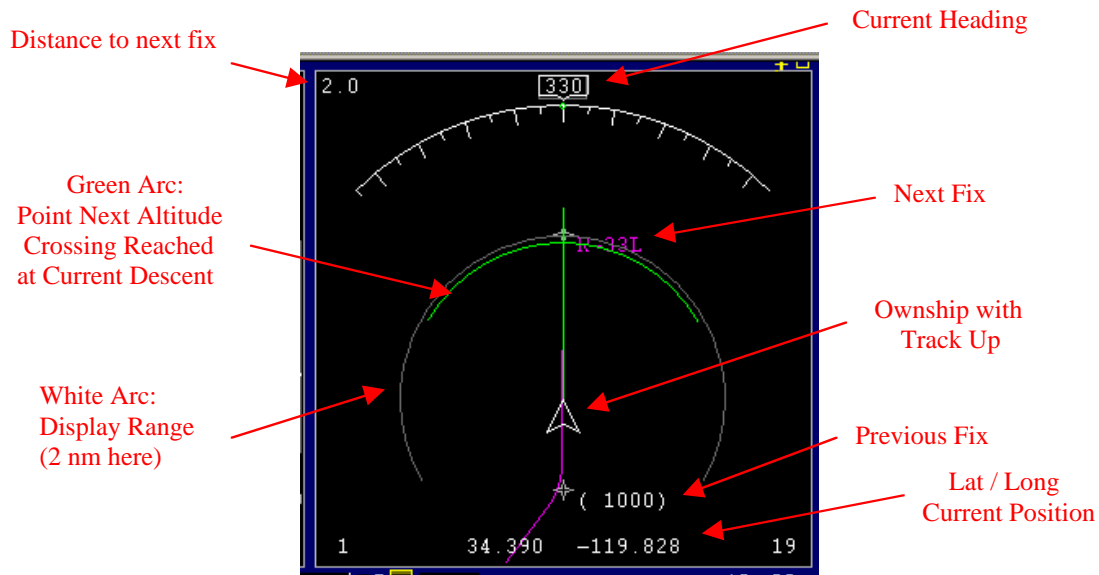 Current Heading
Distance to next fix
2.0
330
Green Arc:
Point Next Altitude
Crossing Reached
at Current Descent
Next Fix
R-33L
Ownship with
Track Up
White Arc:
Display Range
(2 nm here)
Previous Fix
( 1000)
Lat / Long
Current Position
1
34.390
-119.828
19